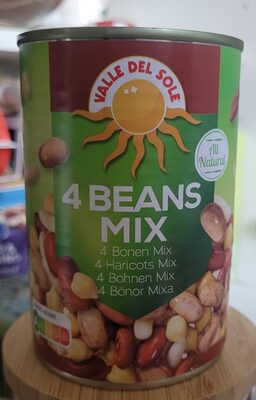 VALLE DEL SOLE
All
Natural
4 BEANS
MIX
4 Bonen Mix
4 Haricots Mix
4 Bohnen Mix
4 Bönor Mixa